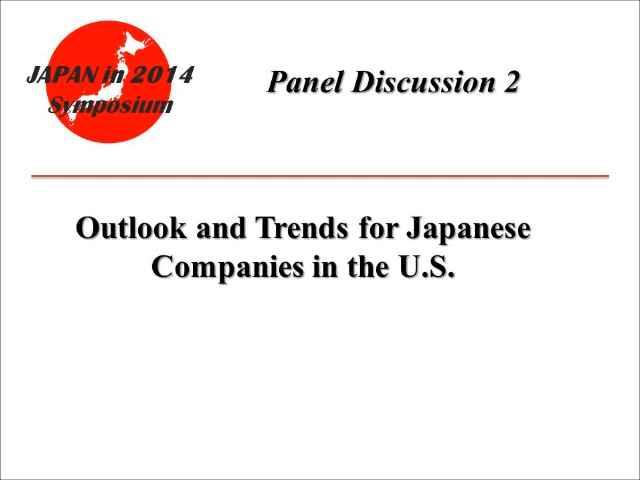 JAPAN in 2014
Symposium
Panel Discussion 2
Outlook and Trends for Japanese
Companies in the U.S.